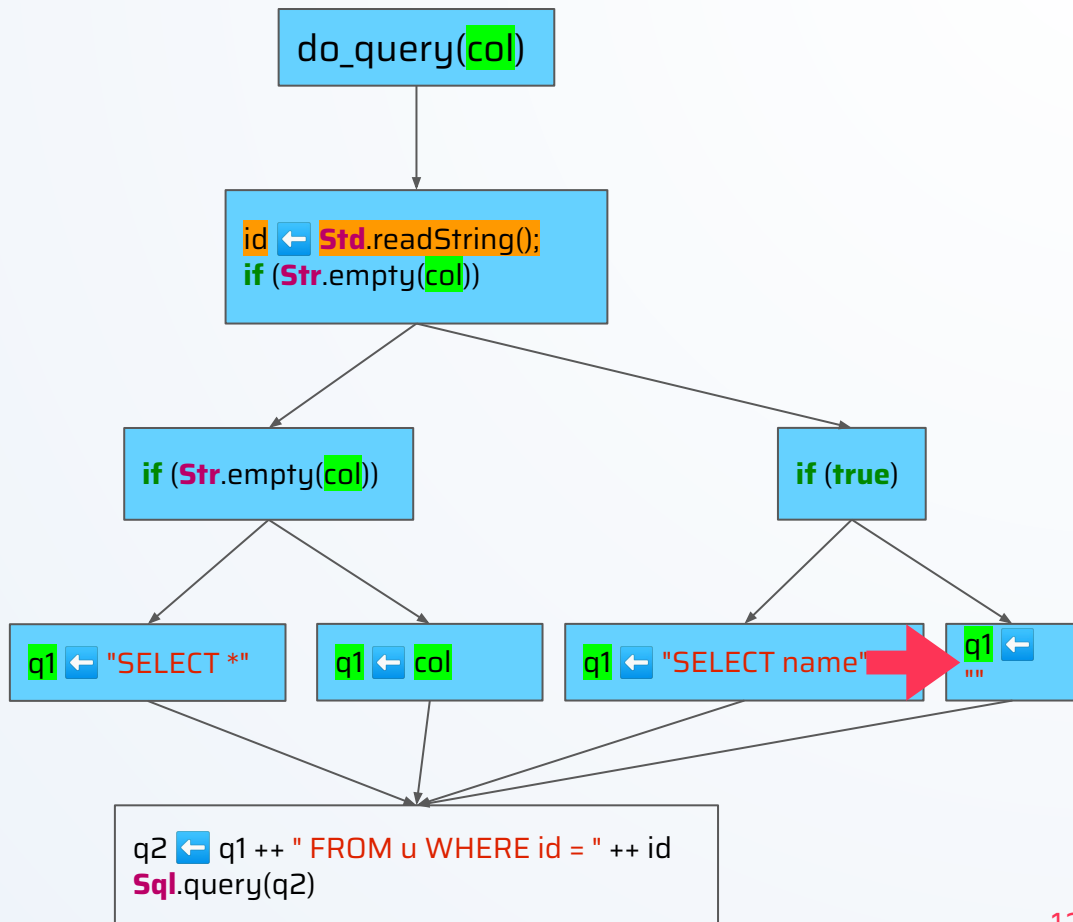 do_query(col)
id ⬅ Std.readString();
if (Str.empty(col))
if (Str.empty(col))
if (true)
q1 ⬅ "SELECT *"
q1 ⬅ col
q1 ⬅ "SELECT name"
q1 ⬅
""
q2 ⬅ q1 ++ " FROM u WHERE id = " ++ id
Sql.query(q2)